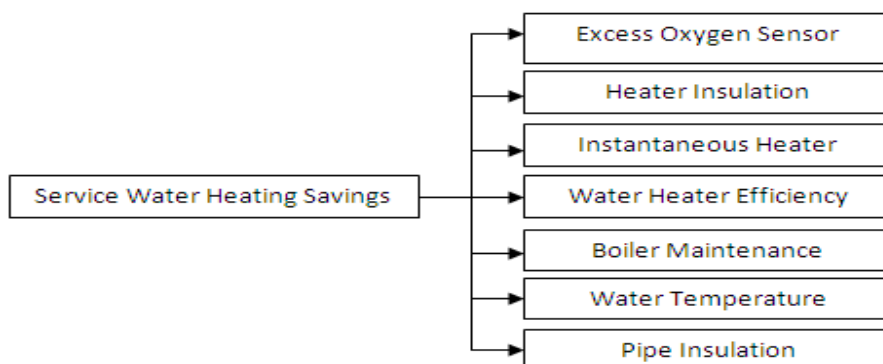 Excess Oxygen Sensor
Heater Insulation
Instantaneous Heater
Service Water Heating Savings
Water Heater Efficiency
Boiler Maintenance
Water Temperature
Pipe Insulation